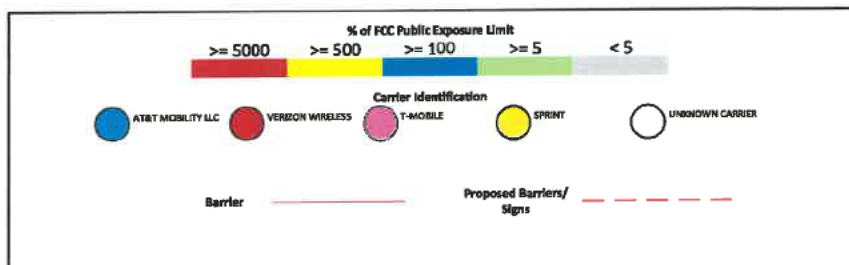 % of FCC Public Exposure Limit
>= 5000 >= 500 >= 100 >= 5 < 5
Carrier Identification
AT&T MOBILITY LLC VERIZON WIRELESS T-MOBILE SPRINT UNKNOWN CARRIER
Barrier Proposed Barriers/
Signs